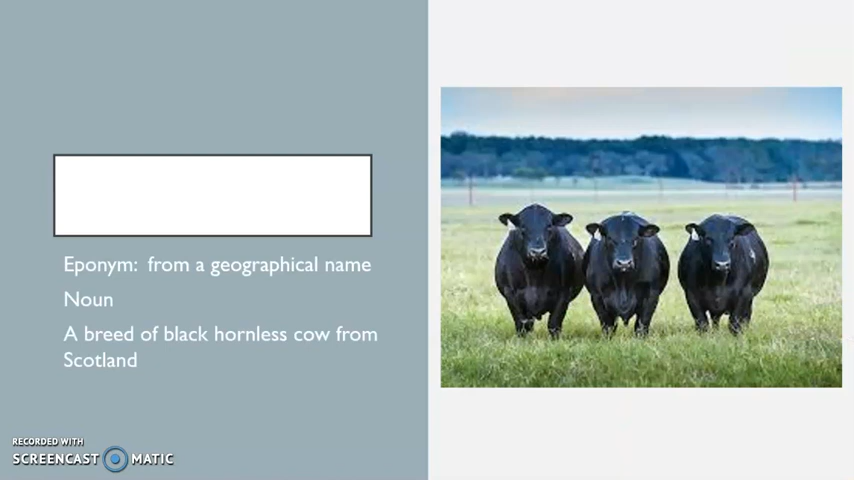 Eponym: from a geographical name
Noun
A breed of black hornless cow from
Scotland
RECORDED WITH
SCREENCAST MATIC